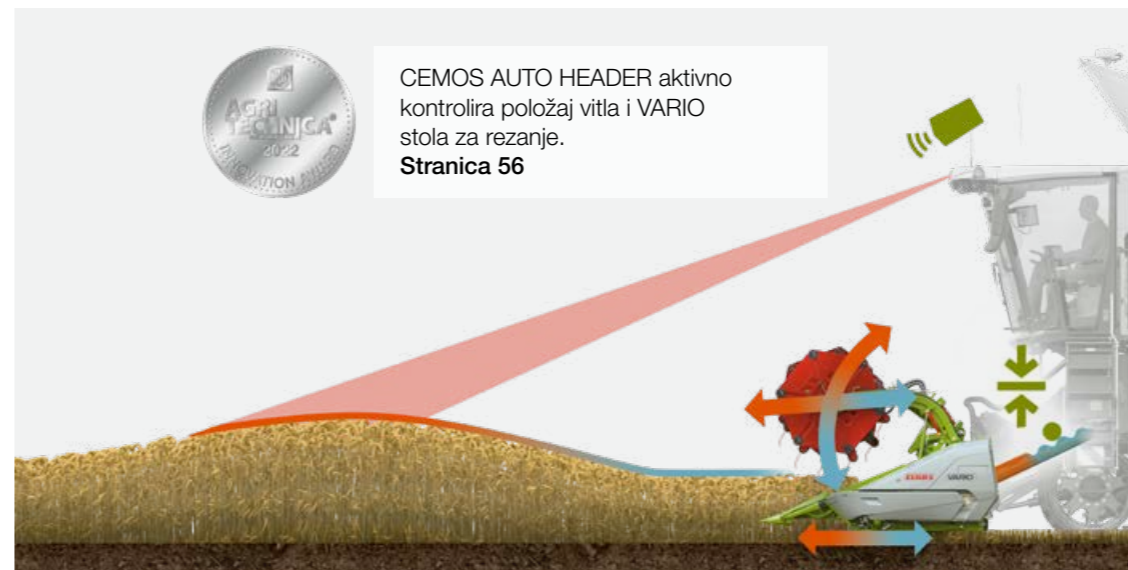 AGRI
TECHNICA
2022
INNOVATION AWARD
CEMOS AUTO HEADER aktivno
kontrolira položaj vitla i VARIO
stola za rezanje.
Stranica 56
CLAAS VARIO